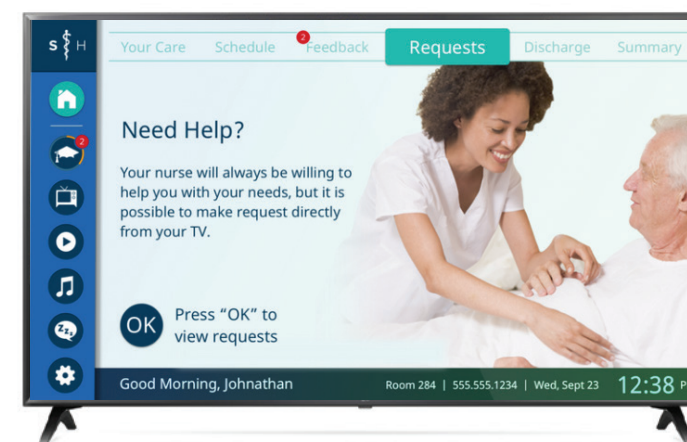 S H
Your Care Schedule 2 Feedback Requests Discharge Summary
2
Need Help?
Your nurse will always be willing to
help you with your needs, but it is
possible to make request directly
from your TV.
OK
Press “OK” to
view requests
zzz
Good Morning, Johnathan
Room 284 | 555.555.1234 | Wed, Sept 23 12:38 P